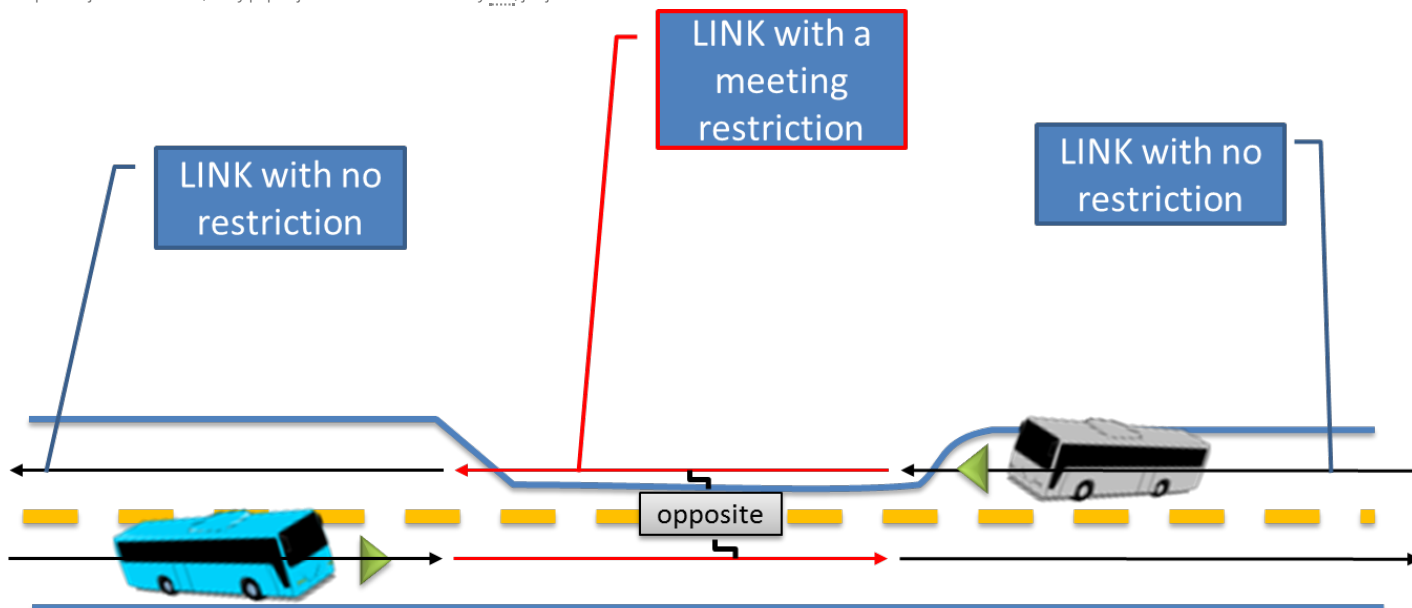 LINK with a
meeting
restriction
LINK with no
restriction
LINK with no
restriction
opposite